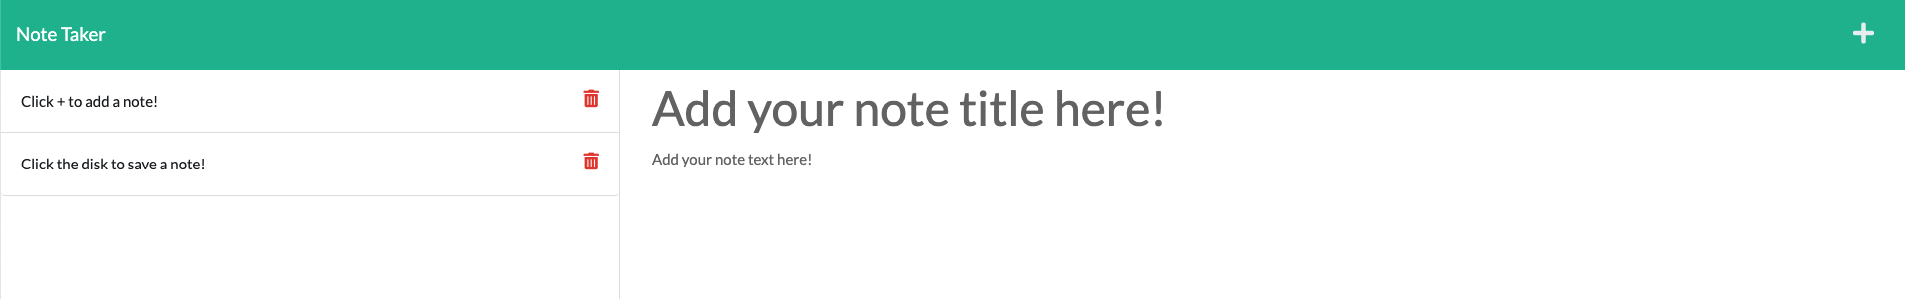 Note Taker
Click + to add a note!
Click the disk to save a note!
Add your note title here!
Add your note text here!